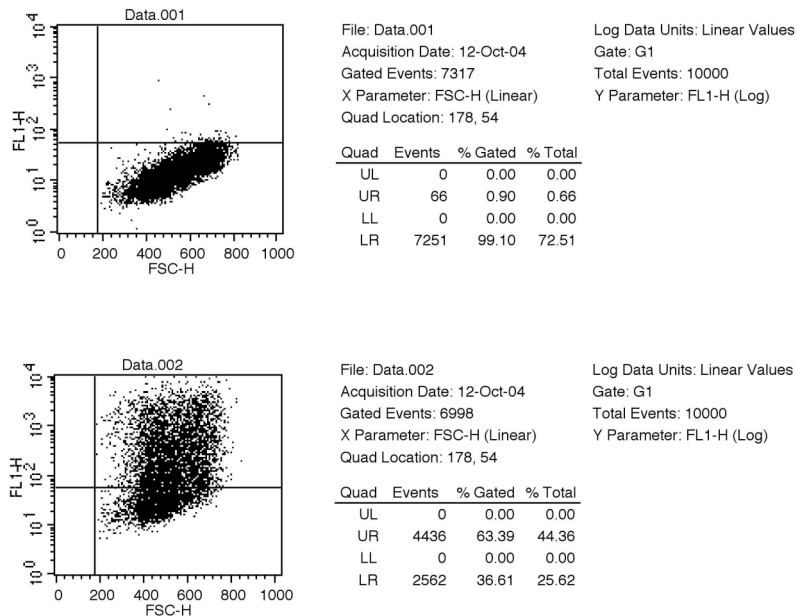 Data.001
FL1-H
10^4
10^3
10^2
10^1
10^0
0 200 400 600 800 1000
FSC-H
File: Data.001
Acquisition Date: 12-Oct-04
Gated Events: 7317
X Parameter: FSC-H (Linear)
Quad Location: 178, 54
Log Data Units: Linear Values
Gate: G1
Total Events: 10000
Y Parameter: FL1-H (Log)
Quad Events % Gated % Total
UL 0 0.00 0.00
UR 66 0.90 0.66
LL 0 0.00 0.00
LR 7251 99.10 72.51
Data.002
FL1-H
10^4
10^3
10^2
10^1
10^0
0 200 400 600 800 1000
FSC-H
File: Data.002
Acquisition Date: 12-Oct-04
Gated Events: 6998
X Parameter: FSC-H (Linear)
Quad Location: 178, 54
Log Data Units: Linear Values
Gate: G1
Total Events: 10000
Y Parameter: FL1-H (Log)
Quad Events % Gated % Total
UL 0 0.00 0.00
UR 4436 63.39 44.36
LL 0 0.00 0.00
LR 2562 36.61 25.62